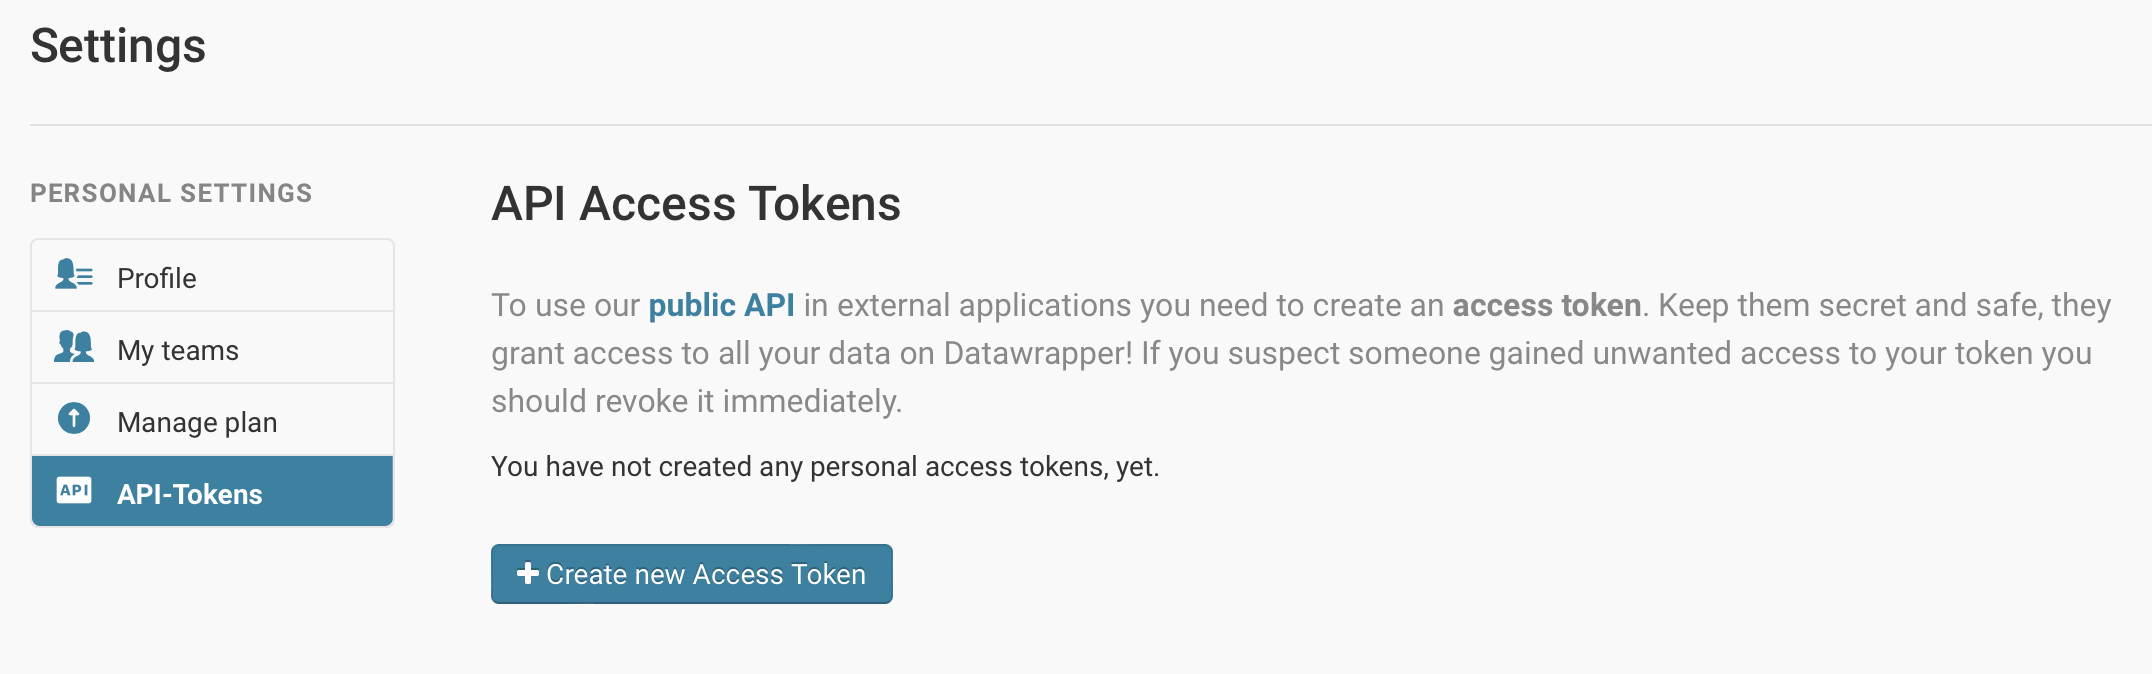 Settings
PERSONAL SETTINGS
Profile
My teams
Manage plan
API API-Tokens
API Access Tokens
To use our public API in external applications you need to create an access token. Keep them secret and safe, they
grant access to all your data on Datawrapper! If you suspect someone gained unwanted access to your token you
should revoke it immediately.
You have not created any personal access tokens, yet.
Create new Access Token